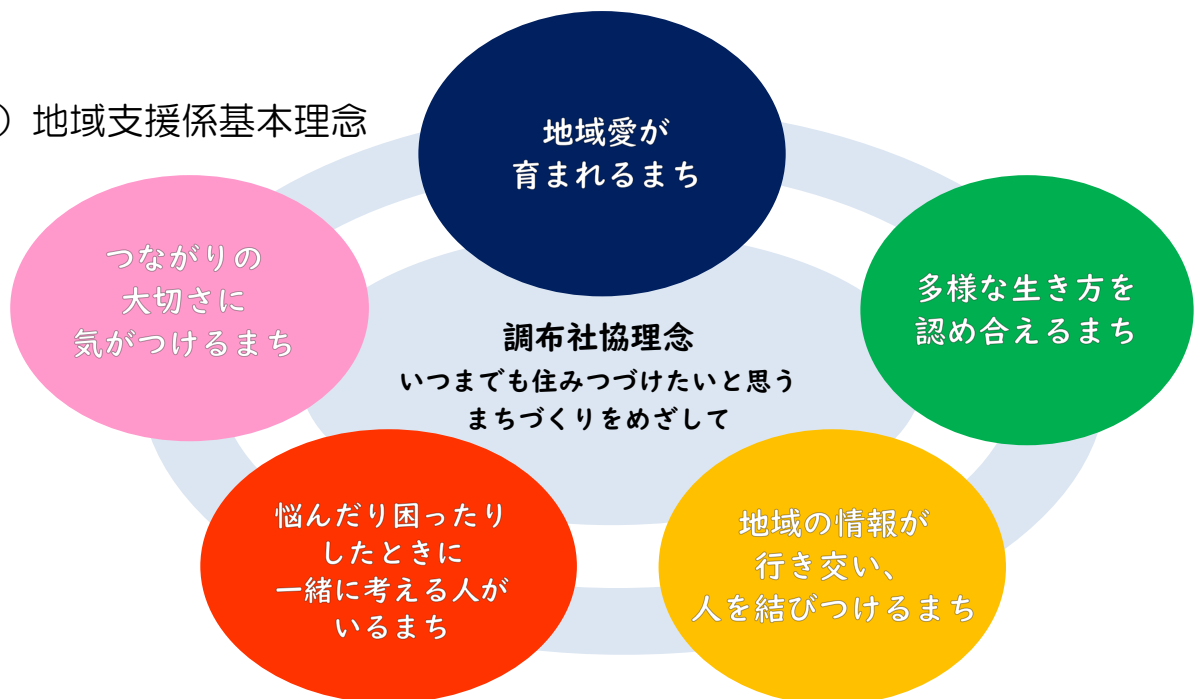 ） 地域支援係基本理念
地域愛が
育まれるまち
つながりの
大切さに
気がつけるまち
多様な生き方を
認め合えるまち
調布社協理念
いつまでも住みつづけたいと思う
まちづくりをめざして
悩んだり困ったり
したときに
一緒に考える人が
いるまち
地域の情報が
行き交い、
人を結びつけるまち